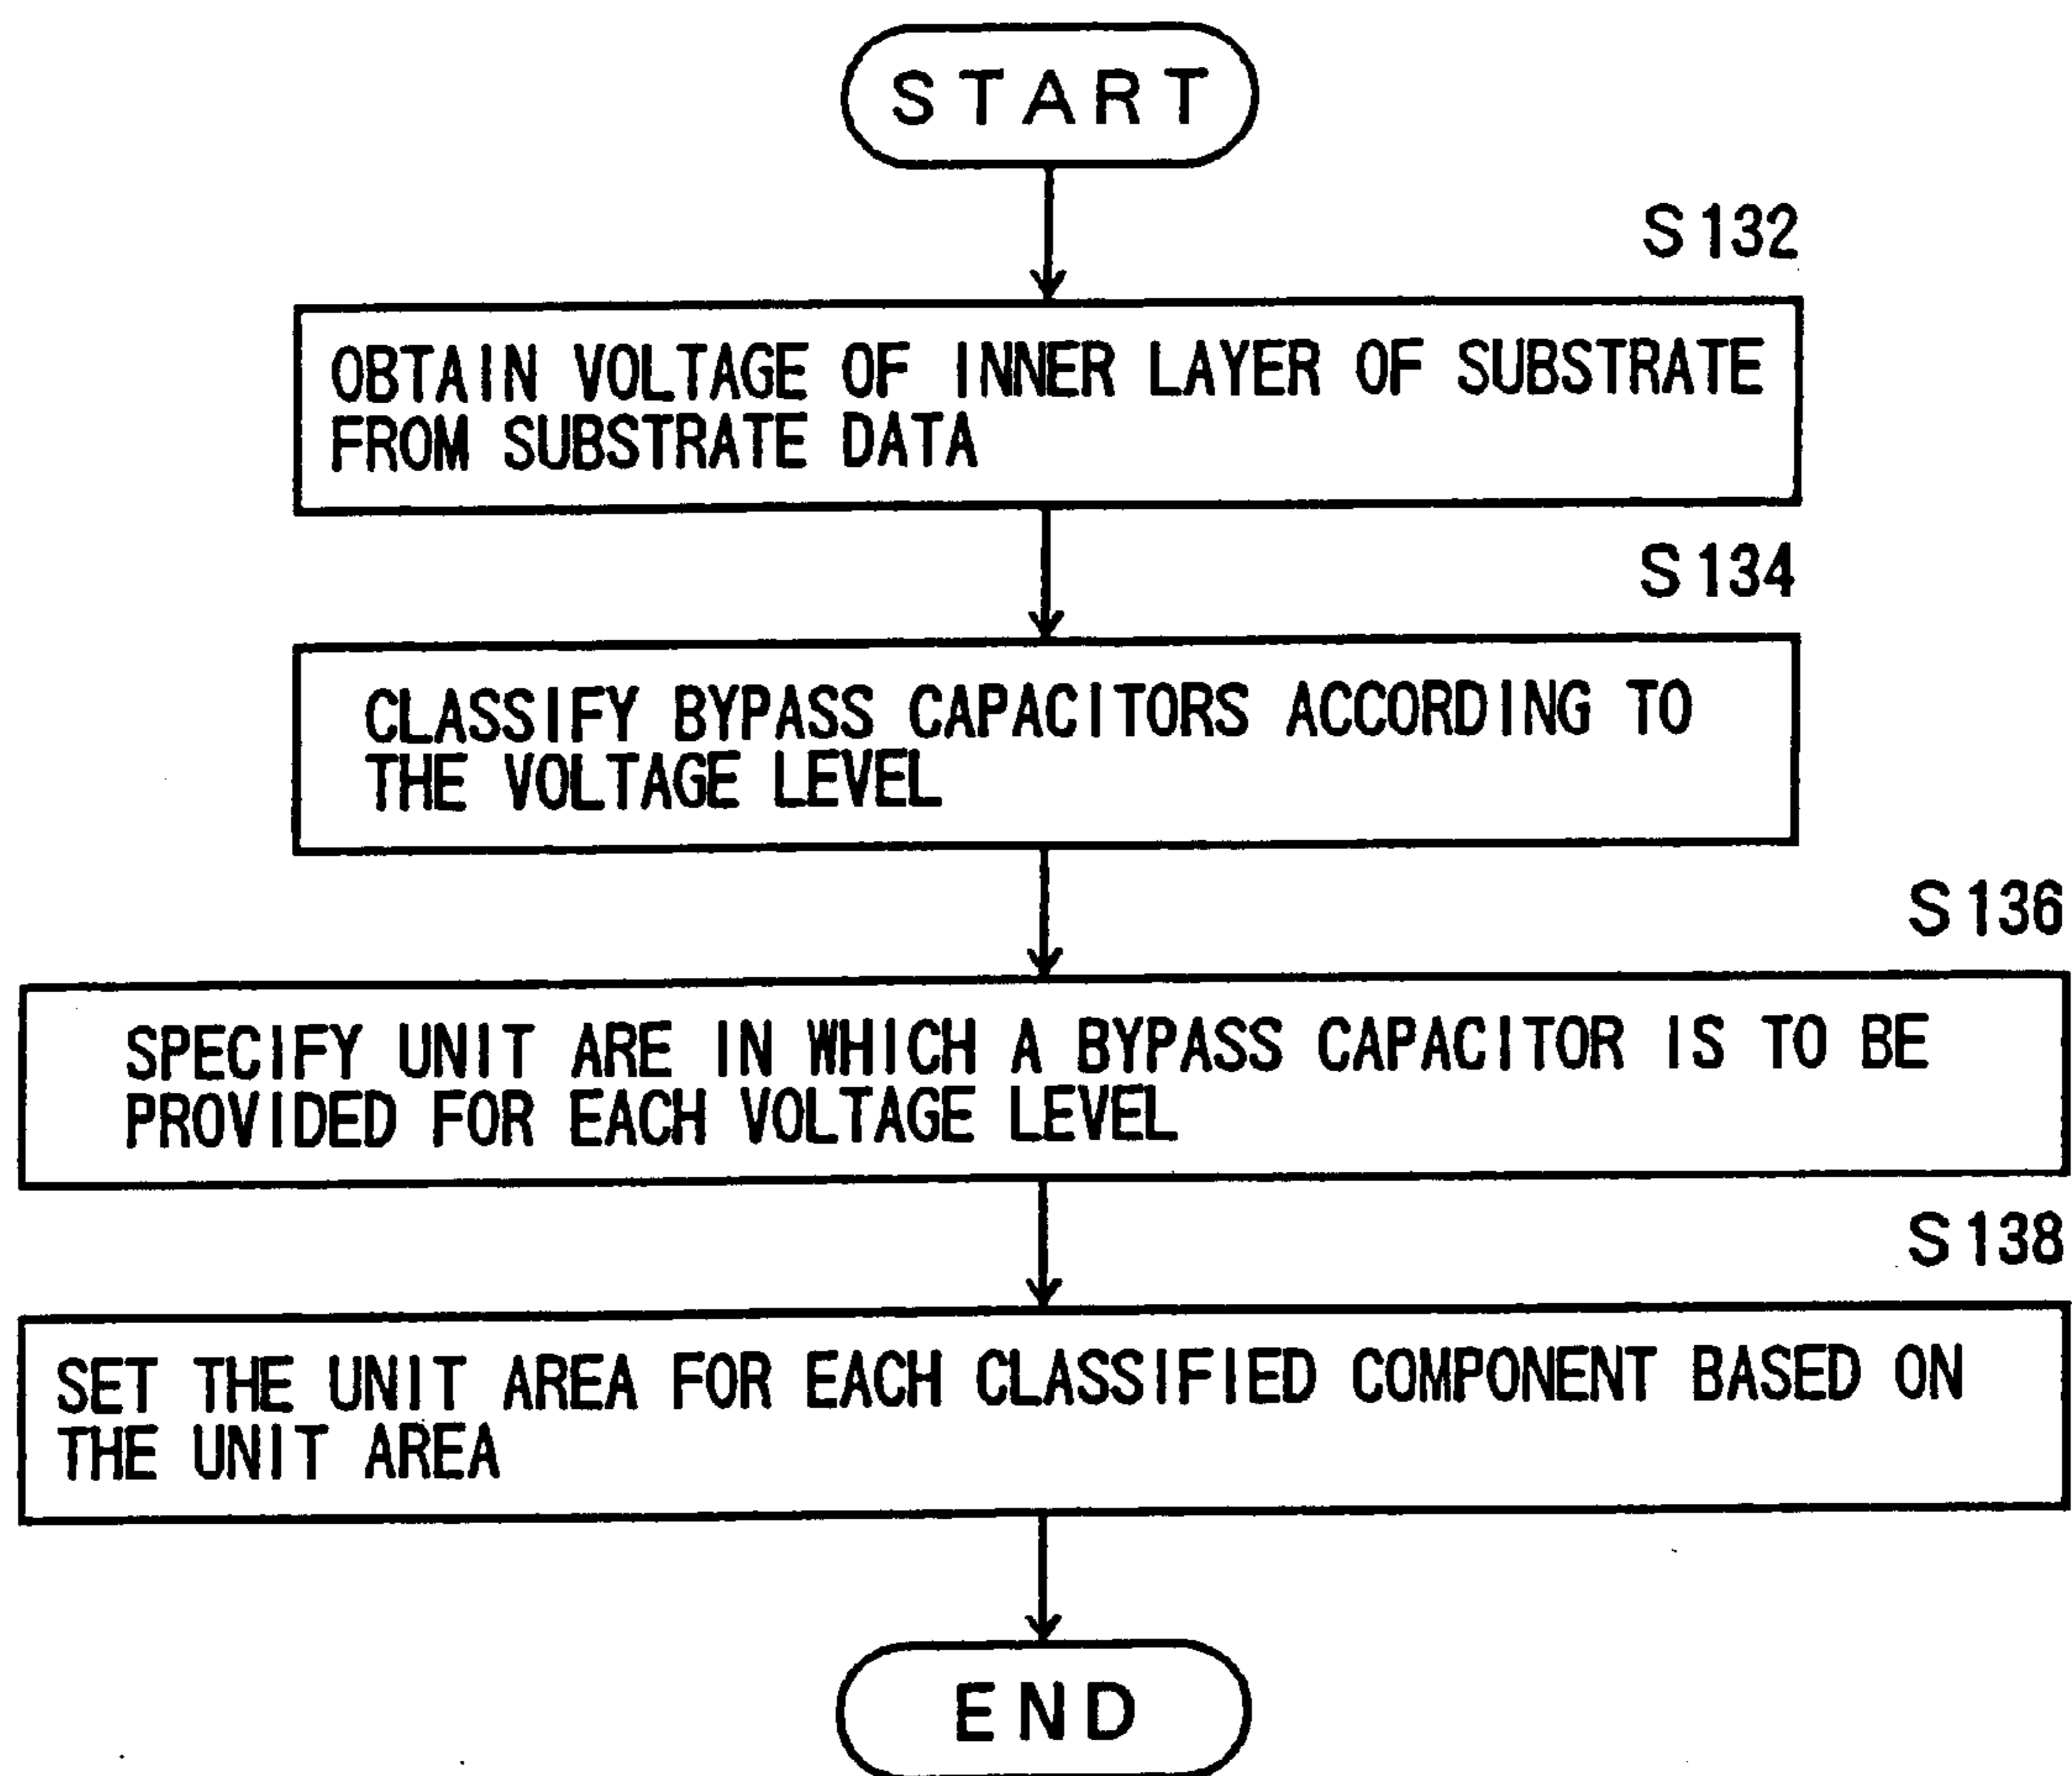 START
S132
OBTAIN VOLTAGE OF INNER LAYER OF SUBSTRATE
FROM SUBSTRATE DATA
S134
CLASSIFY BYPASS CAPACITORS ACCORDING TO
THE VOLTAGE LEVEL
S136
SPECIFY UNIT ARE IN WHICH A BYPASS CAPACITOR IS TO BE
PROVIDED FOR EACH VOLTAGE LEVEL
S138
SET THE UNIT AREA FOR EACH CLASSIFIED COMPONENT BASED ON
THE UNIT AREA
END